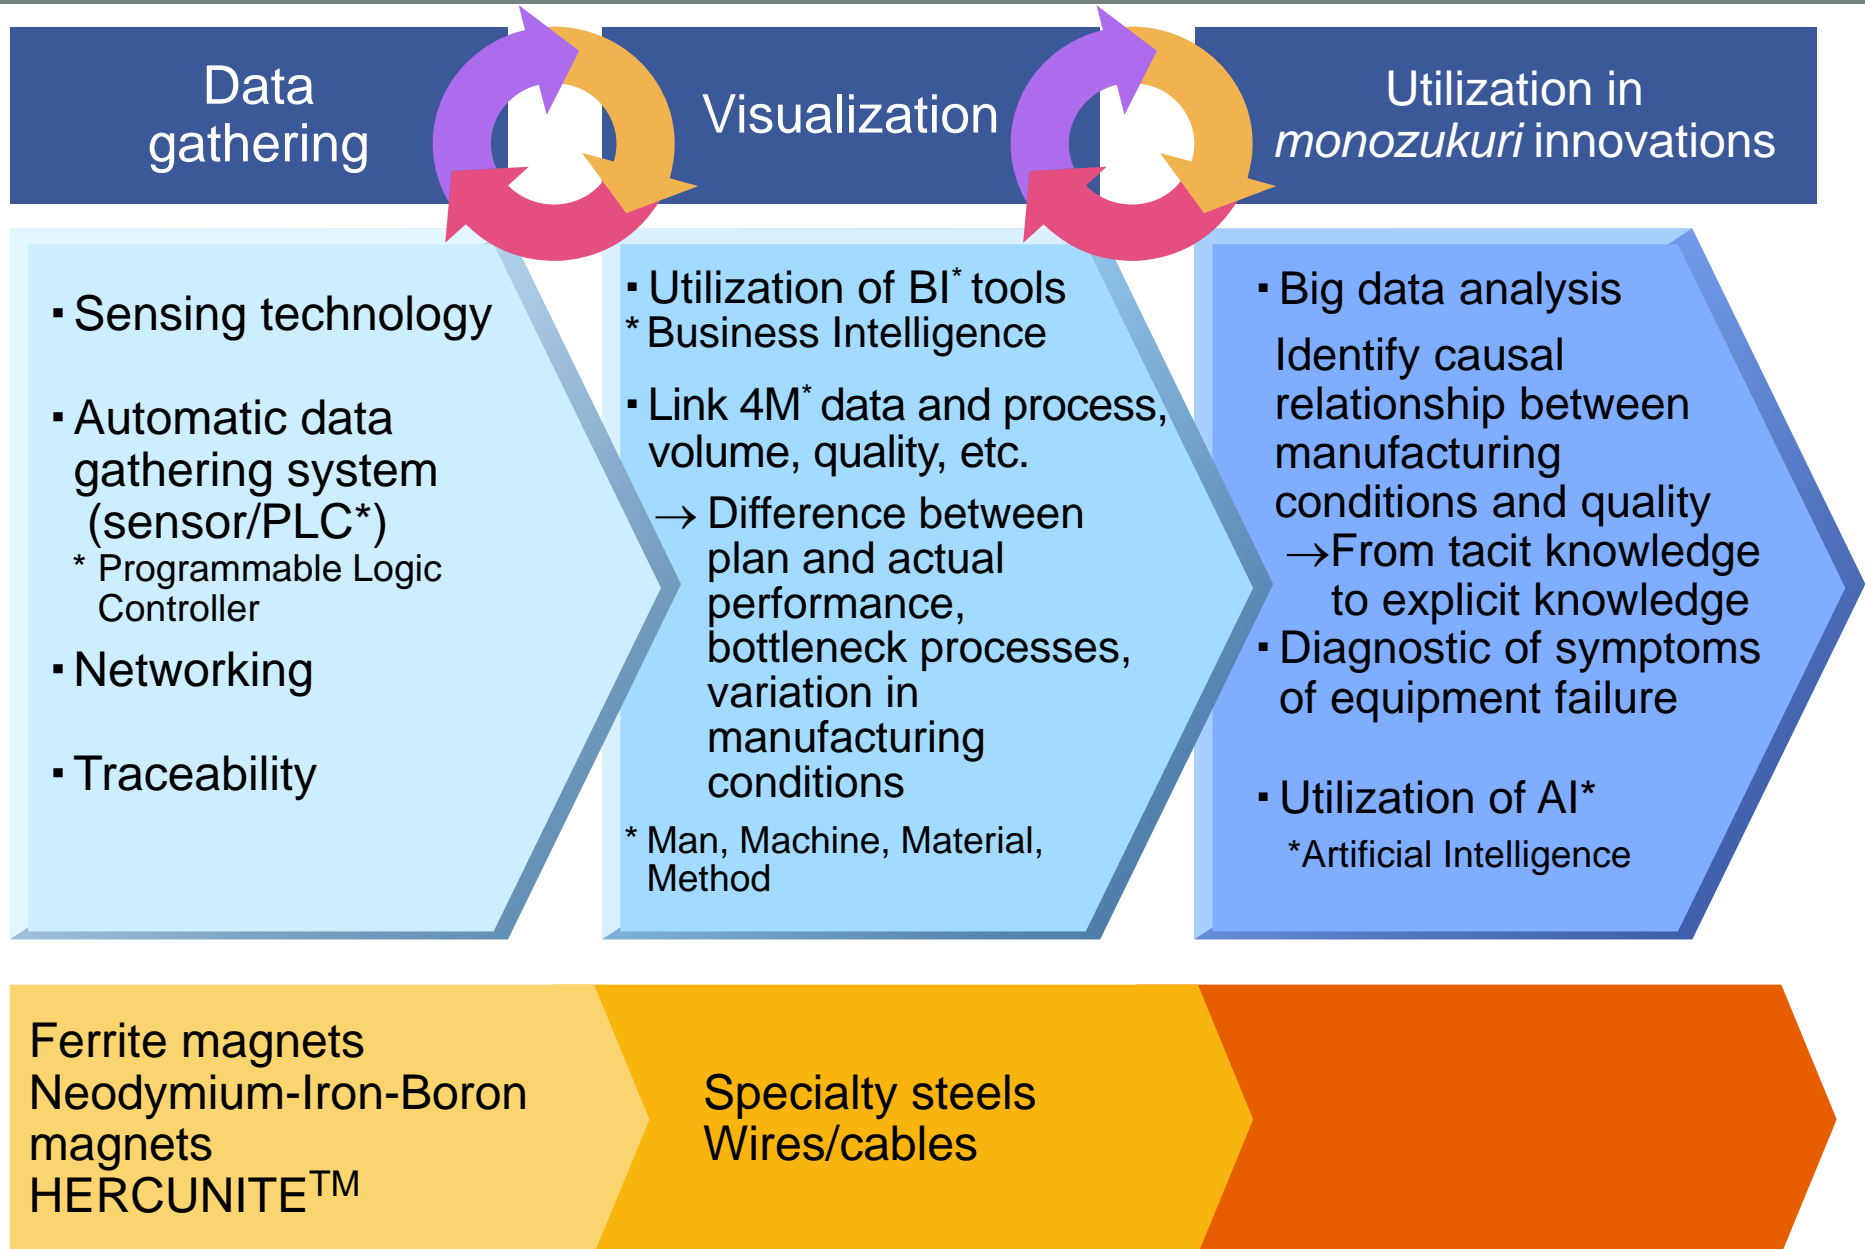 Data
gathering
Visualization
Utilization in
monozukuri innovations
▪ Sensing technology
▪ Automatic data
gathering system
(sensor/PLC*)
* Programmable Logic
Controller
▪ Networking
▪ Traceability
▪ Utilization of BI* tools
* Business Intelligence
▪ Link 4M* data and process,
volume, quality, etc.
→ Difference between
plan and actual
performance,
bottleneck processes,
variation in
manufacturing
conditions
* Man, Machine, Material,
Method
▪ Big data analysis
Identify causal
relationship between
manufacturing
conditions and quality
→From tacit knowledge
to explicit knowledge
▪ Diagnostic of symptoms
of equipment failure
▪ Utilization of AI*
*Artificial Intelligence
Ferrite magnets
Neodymium-Iron-Boron
magnets
HERCUNITE™
Specialty steels
Wires/cables